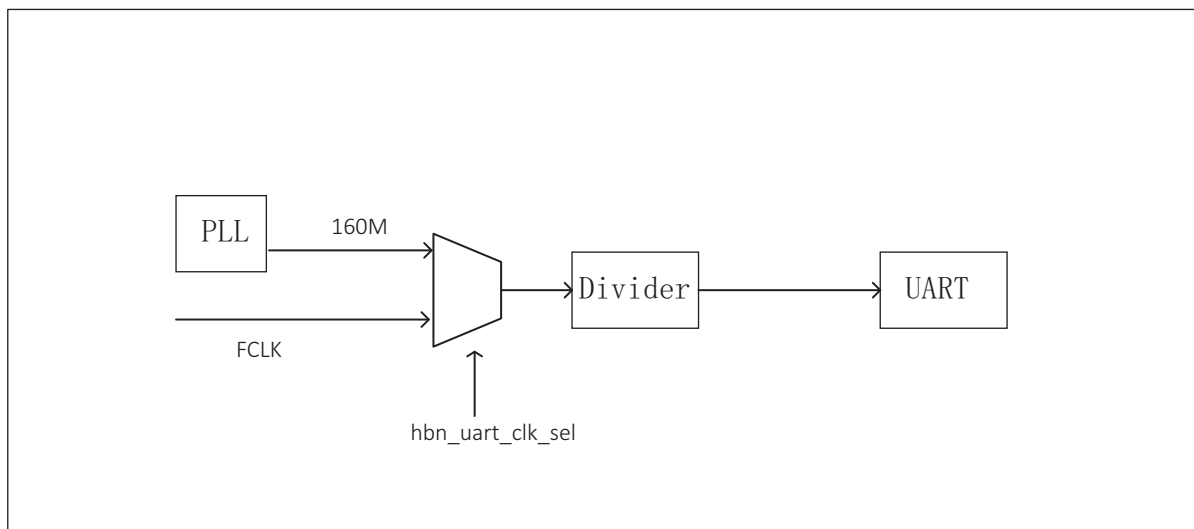 PLL
160M
Divider
UART
FCLK
hbn_uart_clk_sel